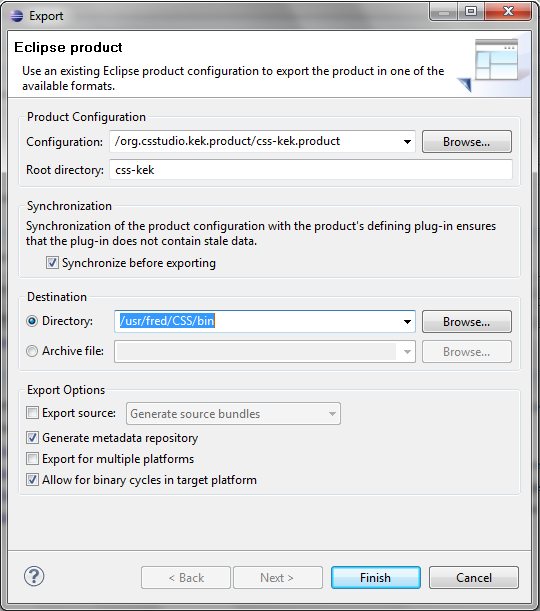 Export
Eclipse product
Use an existing Eclipse product configuration to export the product in one of the
available formats.
Product Configuration
Configuration: /org.csstudio.kek.product/css-kek.product Browse...
Root directory: css-kek
Synchronization
Synchronization of the product configuration with the product's defining plug-in ensures
that the plug-in does not contain stale data.
Synchronize before exporting
Destination
Directory: /usr/fred/CSS/bin Browse...
Archive file: Browse...
Export Options
Export source: Generate source bundles
Generate metadata repository
Export for multiple platforms
Allow for binary cycles in target platform
? < Back Next > Finish Cancel